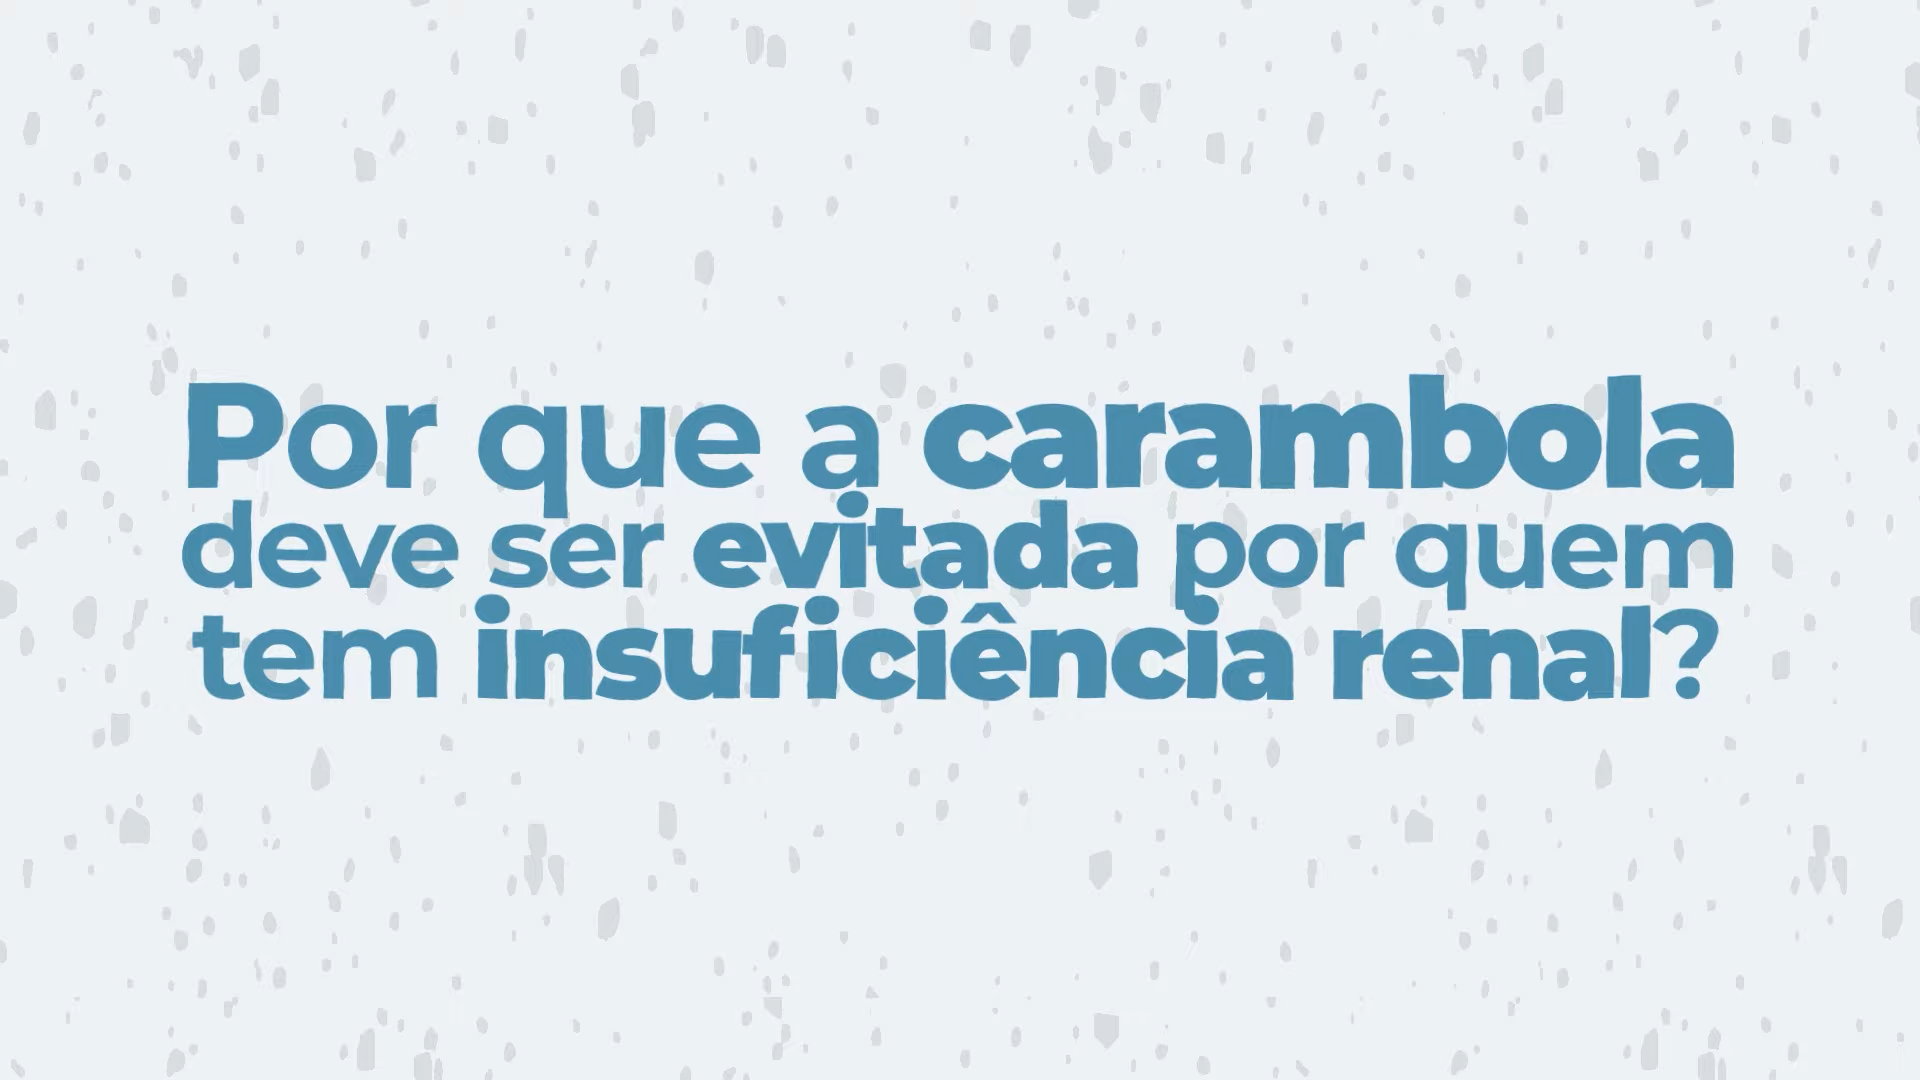 Por que a carambola
deve ser evitada por quem
tem insuficiência renal?